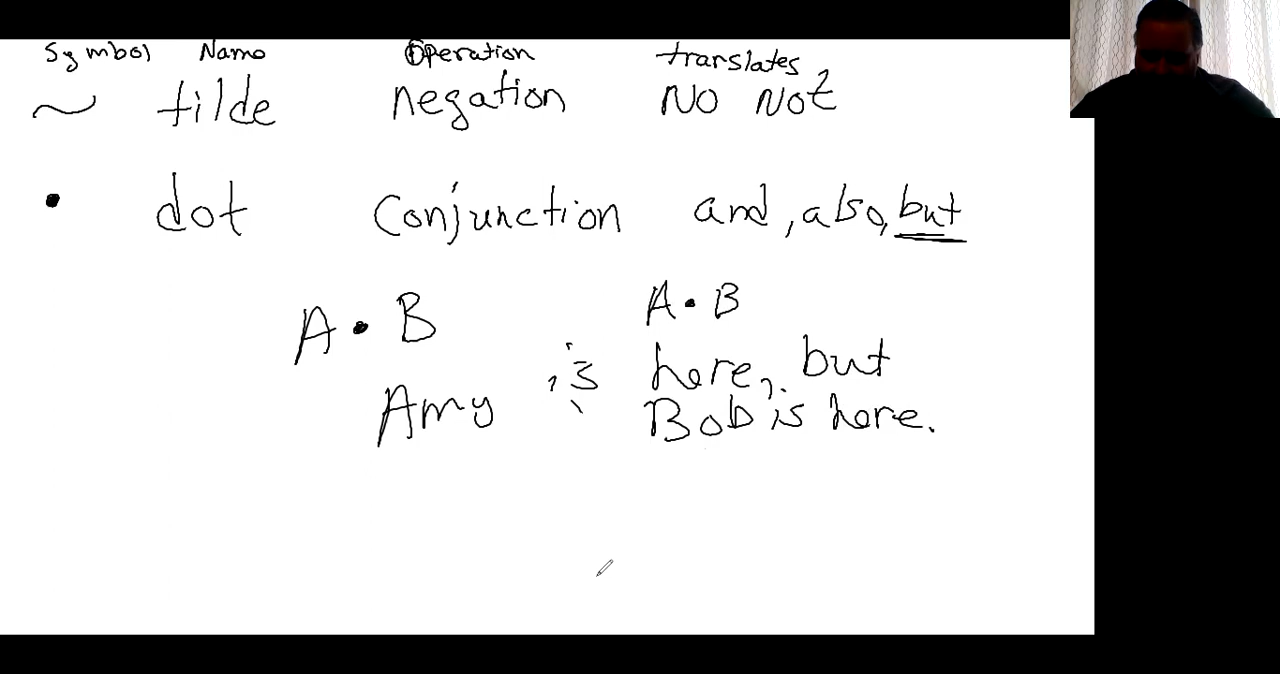 Symbol Name Operation translates
~ tilde negation No Not
• dot Conjunction and, also, but
A • B A • B
Amy is here, but
Bob is here.